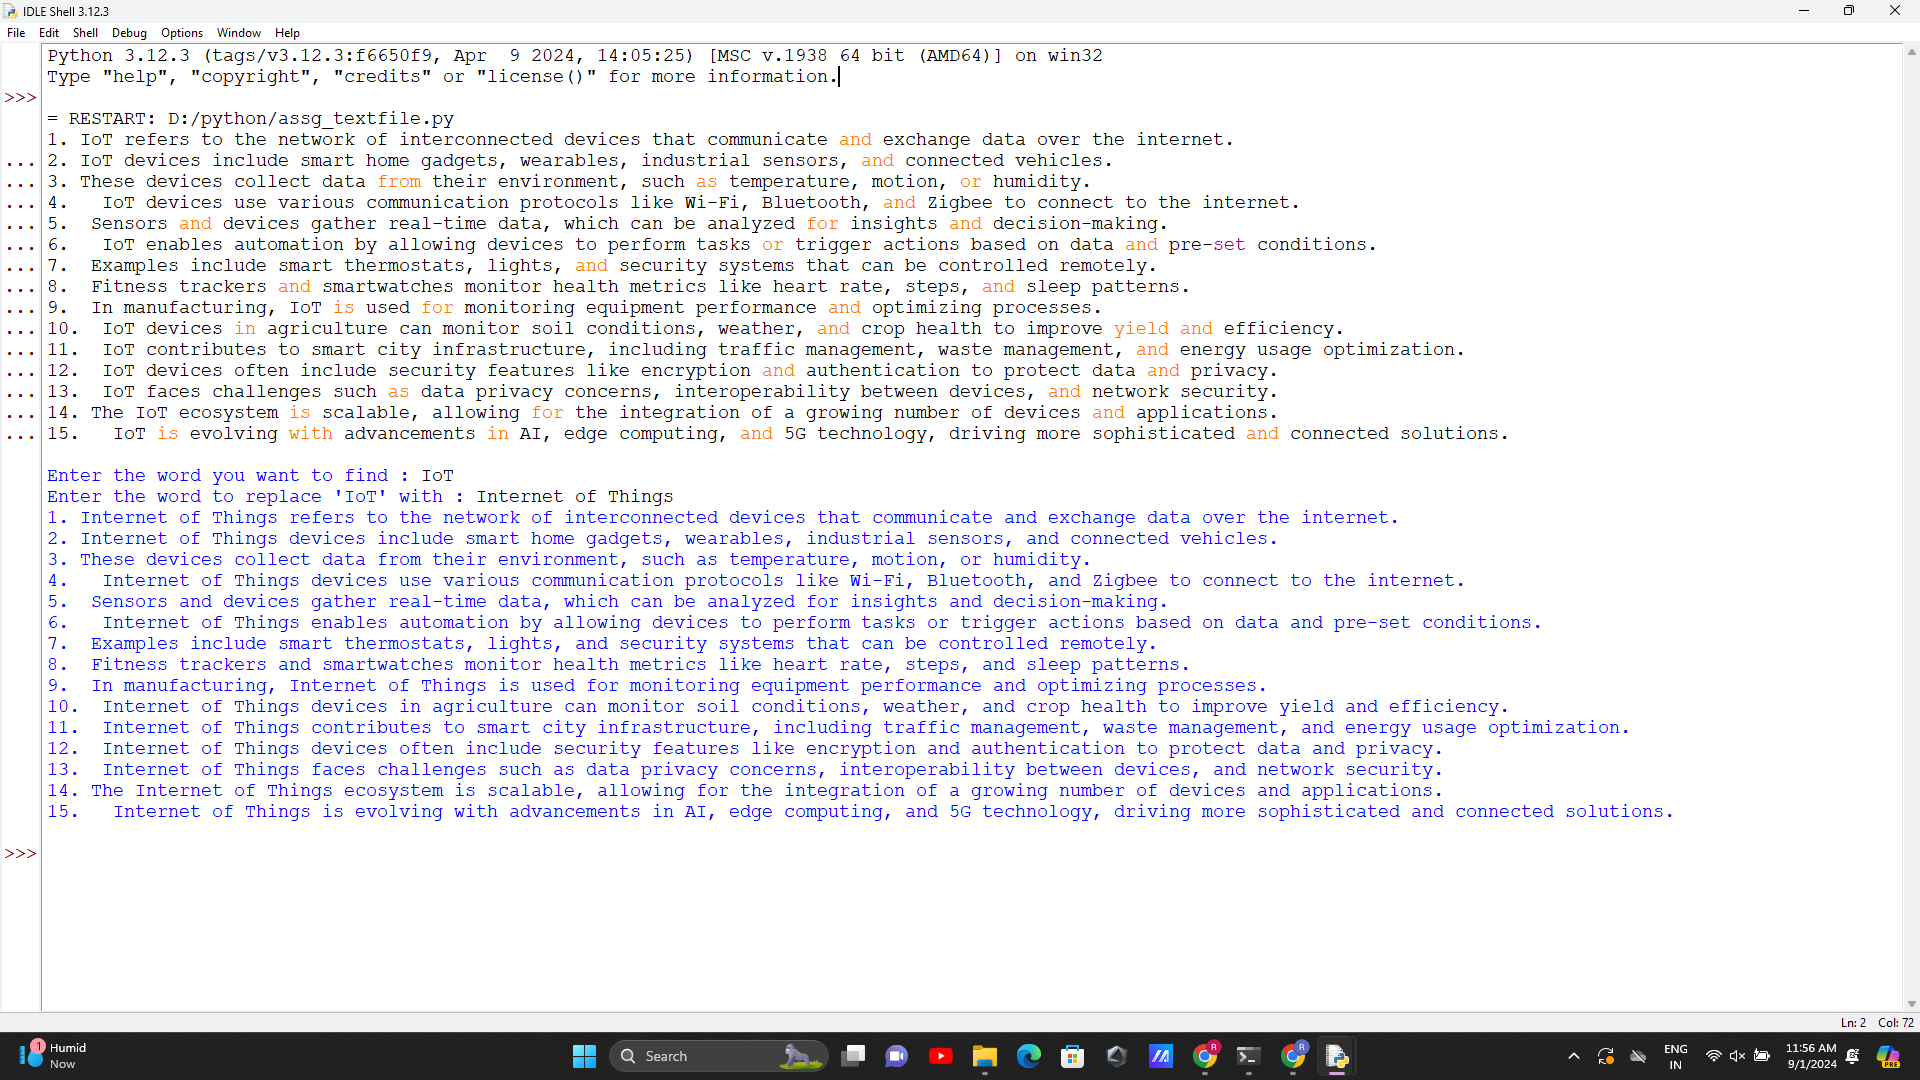 IDLE Shell 3.12.3
File Edit Shell Debug Options Window Help
Python 3.12.3 (tags/v3.12.3:f6650f9, Apr  9 2024, 14:05:25) [MSC v.1938 64 bit (AMD64)] on win32
Type "help", "copyright", "credits" or "license()" for more information.
>>>
= RESTART: D:/python/assg_textfile.py
1. IoT refers to the network of interconnected devices that communicate and exchange data over the internet.
... 2. IoT devices include smart home gadgets, wearables, industrial sensors, and connected vehicles.
... 3. These devices collect data from their environment, such as temperature, motion, or humidity.
... 4.   IoT devices use various communication protocols like Wi-Fi, Bluetooth, and Zigbee to connect to the internet.
... 5.  Sensors and devices gather real-time data, which can be analyzed for insights and decision-making.
... 6.   IoT enables automation by allowing devices to perform tasks or trigger actions based on data and pre-set conditions.
... 7.  Examples include smart thermostats, lights, and security systems that can be controlled remotely.
... 8.  Fitness trackers and smartwatches monitor health metrics like heart rate, steps, and sleep patterns.
... 9.  In manufacturing, IoT is used for monitoring equipment performance and optimizing processes.
... 10.  IoT devices in agriculture can monitor soil conditions, weather, and crop health to improve yield and efficiency.
... 11.  IoT contributes to smart city infrastructure, including traffic management, waste management, and energy usage optimization.
... 12.  IoT devices often include security features like encryption and authentication to protect data and privacy.
... 13.  IoT faces challenges such as data privacy concerns, interoperability between devices, and network security.
... 14. The IoT ecosystem is scalable, allowing for the integration of a growing number of devices and applications.
... 15.   IoT is evolving with advancements in AI, edge computing, and 5G technology, driving more sophisticated and connected solutions.
Enter the word you want to find : IoT
Enter the word to replace 'IoT' with : Internet of Things
1. Internet of Things refers to the network of interconnected devices that communicate and exchange data over the internet.
2. Internet of Things devices include smart home gadgets, wearables, industrial sensors, and connected vehicles.
3. These devices collect data from their environment, such as temperature, motion, or humidity.
4.   Internet of Things devices use various communication protocols like Wi-Fi, Bluetooth, and Zigbee to connect to the internet.
5.  Sensors and devices gather real-time data, which can be analyzed for insights and decision-making.
6.   Internet of Things enables automation by allowing devices to perform tasks or trigger actions based on data and pre-set conditions.
7.  Examples include smart thermostats, lights, and security systems that can be controlled remotely.
8.  Fitness trackers and smartwatches monitor health metrics like heart rate, steps, and sleep patterns.
9.  In manufacturing, Internet of Things is used for monitoring equipment performance and optimizing processes.
10.  Internet of Things devices in agriculture can monitor soil conditions, weather, and crop health to improve yield and efficiency.
11.  Internet of Things contributes to smart city infrastructure, including traffic management, waste management, and energy usage optimization.
12.  Internet of Things devices often include security features like encryption and authentication to protect data and privacy.
13.  Internet of Things faces challenges such as data privacy concerns, interoperability between devices, and network security.
14. The Internet of Things ecosystem is scalable, allowing for the integration of a growing number of devices and applications.
15.   Internet of Things is evolving with advancements in AI, edge computing, and 5G technology, driving more sophisticated and connected solutions.
>>>
Ln: 2 Col: 72
1 Humid
Now
Search
R
R
ENG
IN
11:56 AM
9/1/2024
PRE